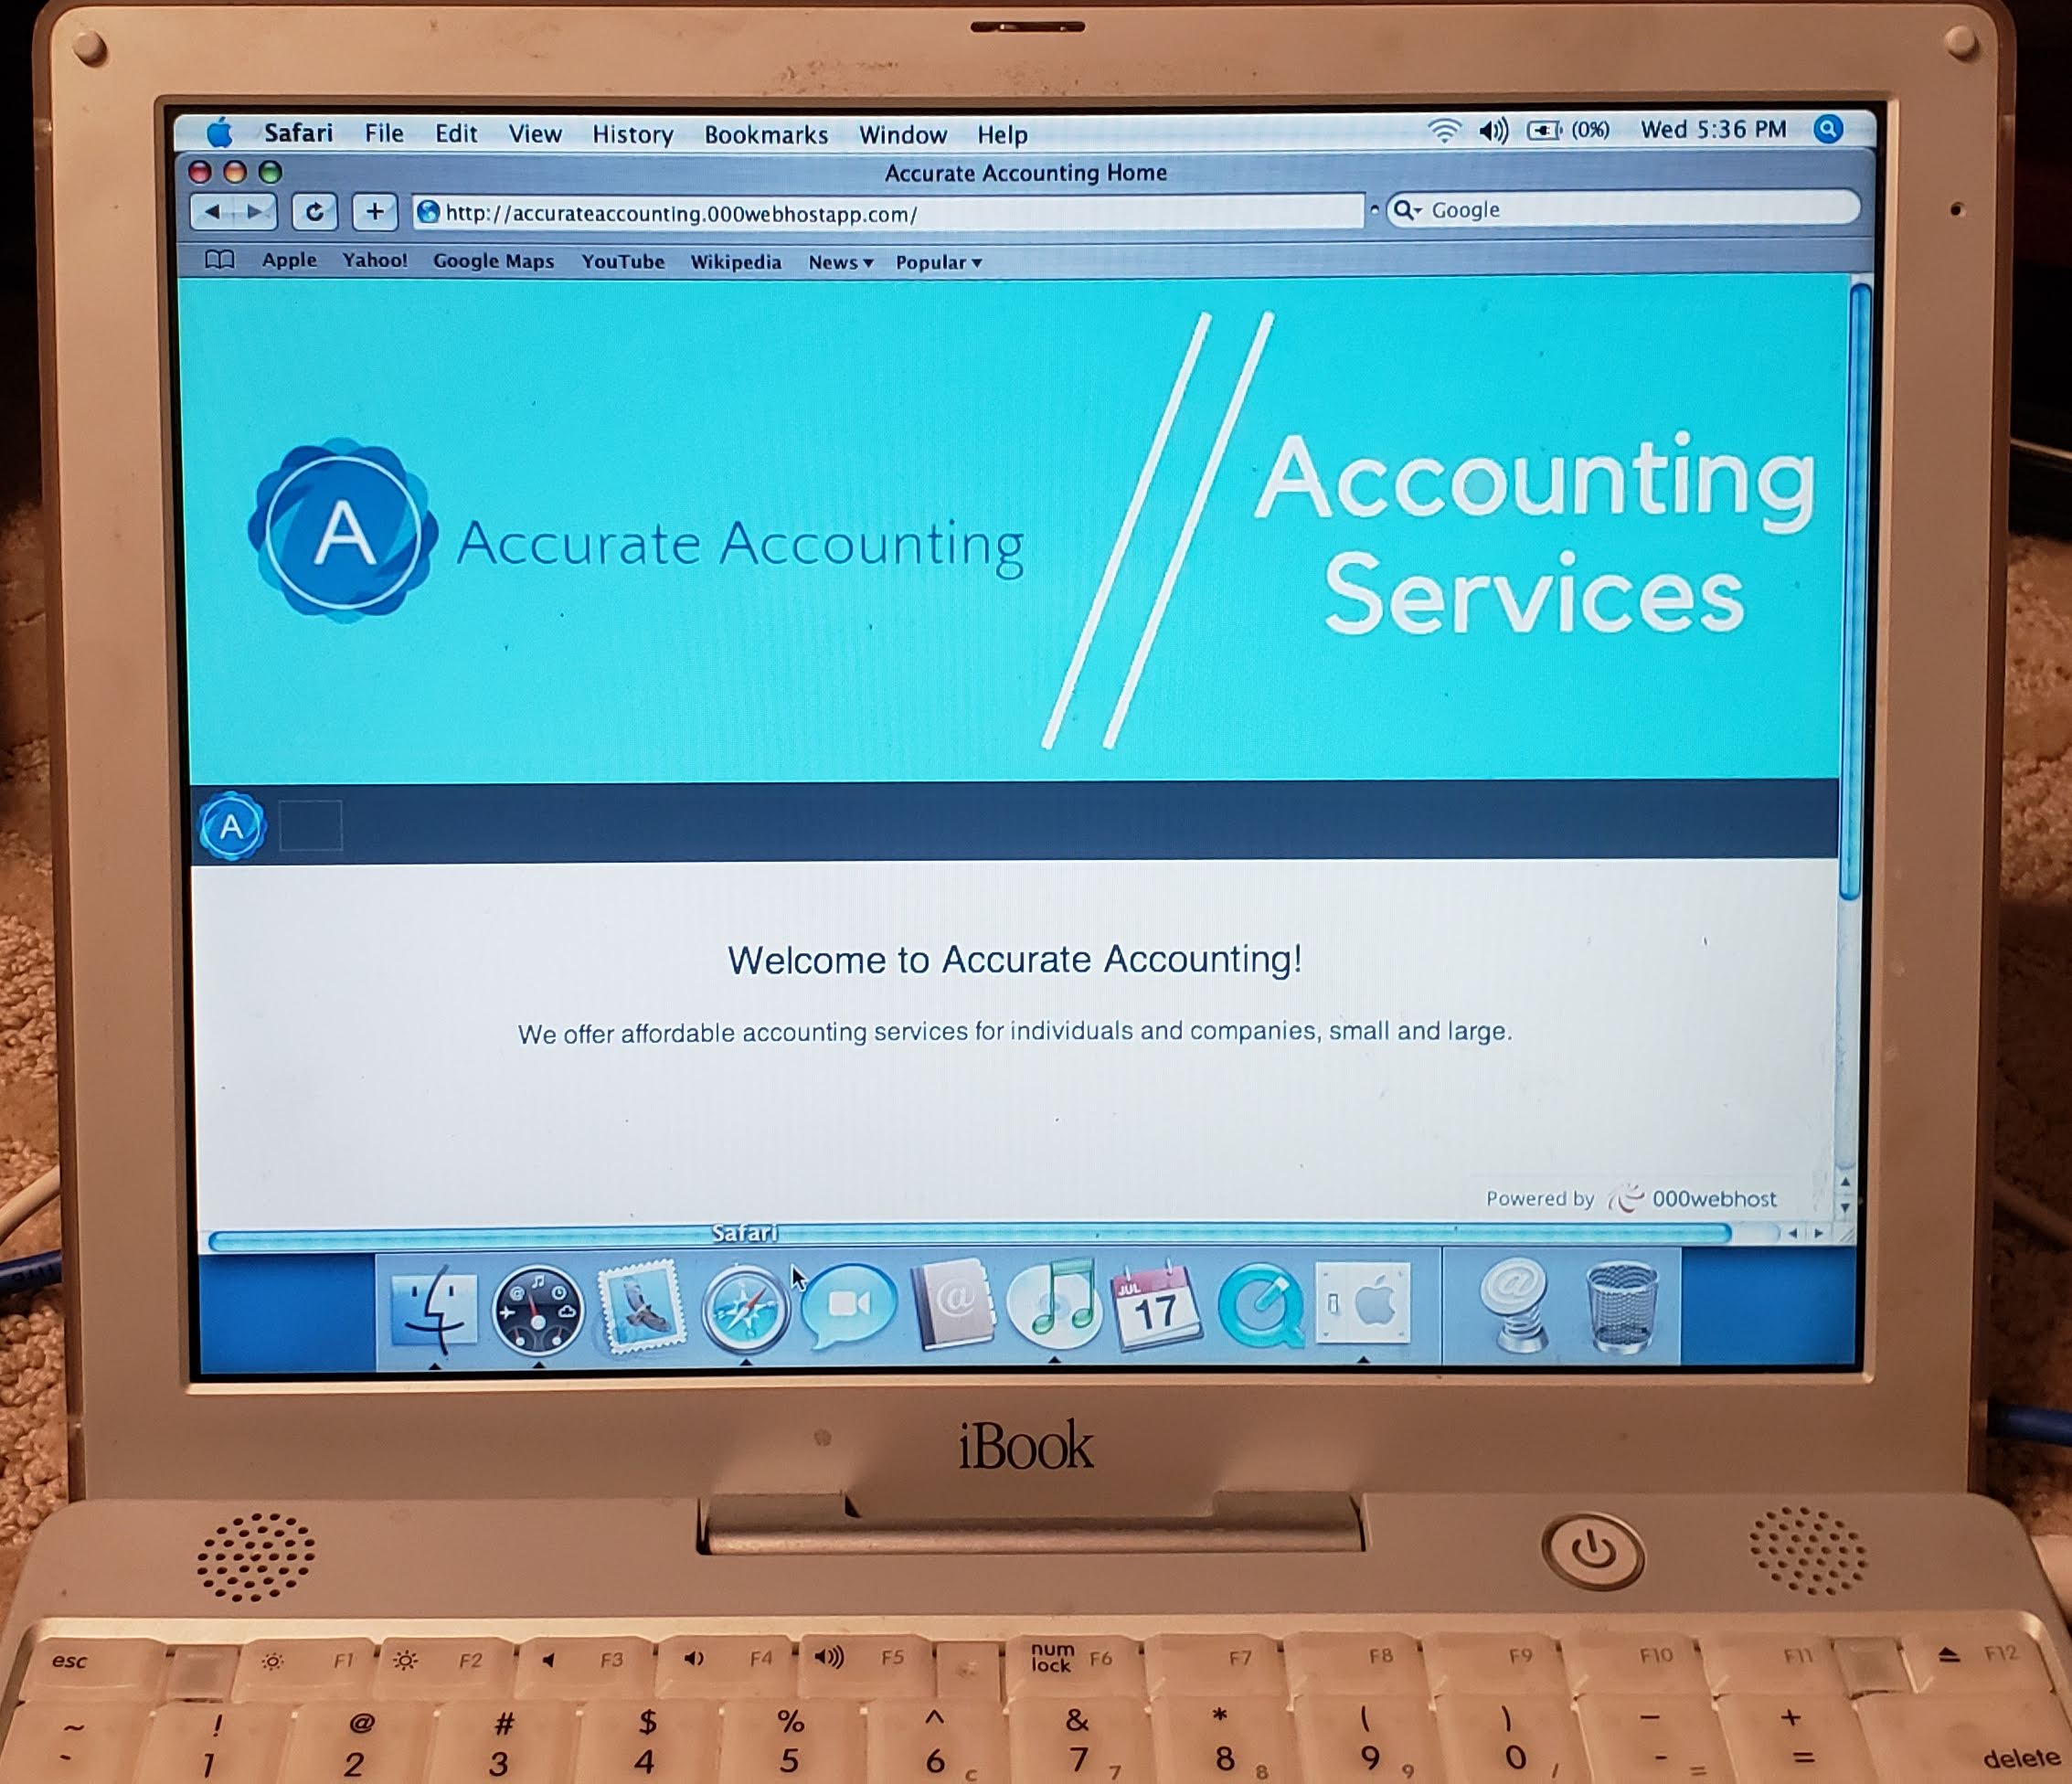 Safari File Edit View History Bookmarks Window Help (0%) Wed 5:36 PM
Accurate Accounting Home
http://accurateaccounting.000webhostapp.com/ Google
Apple Yahoo! Google Maps YouTube Wikipedia News Popular
A Accurate Accounting
Accounting
Services
A
Welcome to Accurate Accounting!
We offer affordable accounting services for individuals and companies, small and large.
Powered by 000webhost
Safari
@ JUL 17 @
iBook
esc F1 F2 F3 F4 F5 num lock F6 F7 F8 F9 F10 F11 F12
~ ! @ # $ % ^ & * ( ) — +
` 1 2 3 4 5 6 c 7 7 8 8 9 9 0 / - = = delete